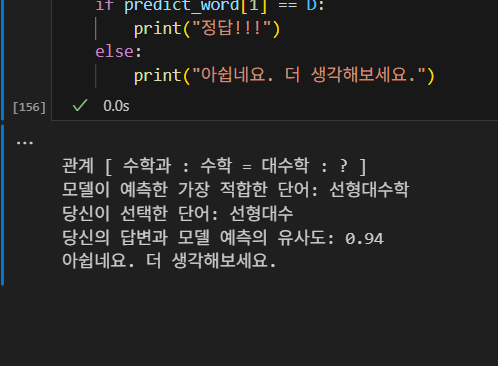 if predict_word[1] == D:
print("정답!!!")
else:
print("아쉽네요. 더 생각해보세요.")
[156] ✓ 0.0s
...
관계 [ 수학과 : 수학 = 대수학 : ? ]
모델이 예측한 가장 적합한 단어: 선형대수학
당신이 선택한 단어: 선형대수
당신의 답변과 모델 예측의 유사도: 0.94
아쉽네요. 더 생각해보세요.